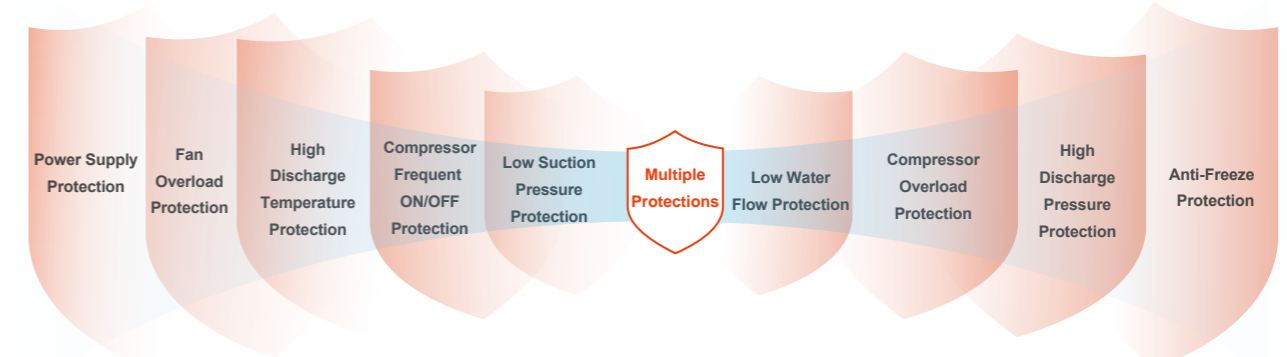 Power Supply
Protection
Fan
Overload
Protection
High
Discharge
Temperature
Protection
Compressor
Frequent
ON/OFF
Protection
Low Suction
Pressure
Protection
Multiple
Protections
Low Water
Flow Protection
Compressor
Overload
Protection
High
Discharge
Pressure
Protection
Anti-Freeze
Protection